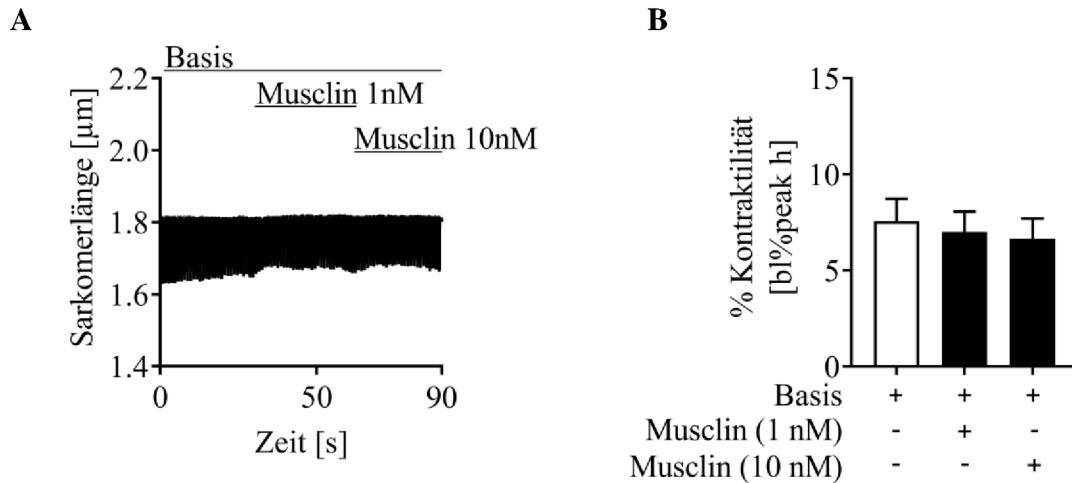 A
Basis
2.2
Musclin 1nM
2.0
Musclin 10nM
1.8
1.6
1.4
0 50 90
Zeit [s]
Sarkomerlänge [µm]
B
15
10
5
0
% Kontraktilität
[bl%peak h]
Basis + + +
Musclin (1 nM) - + -
Musclin (10 nM) - - +